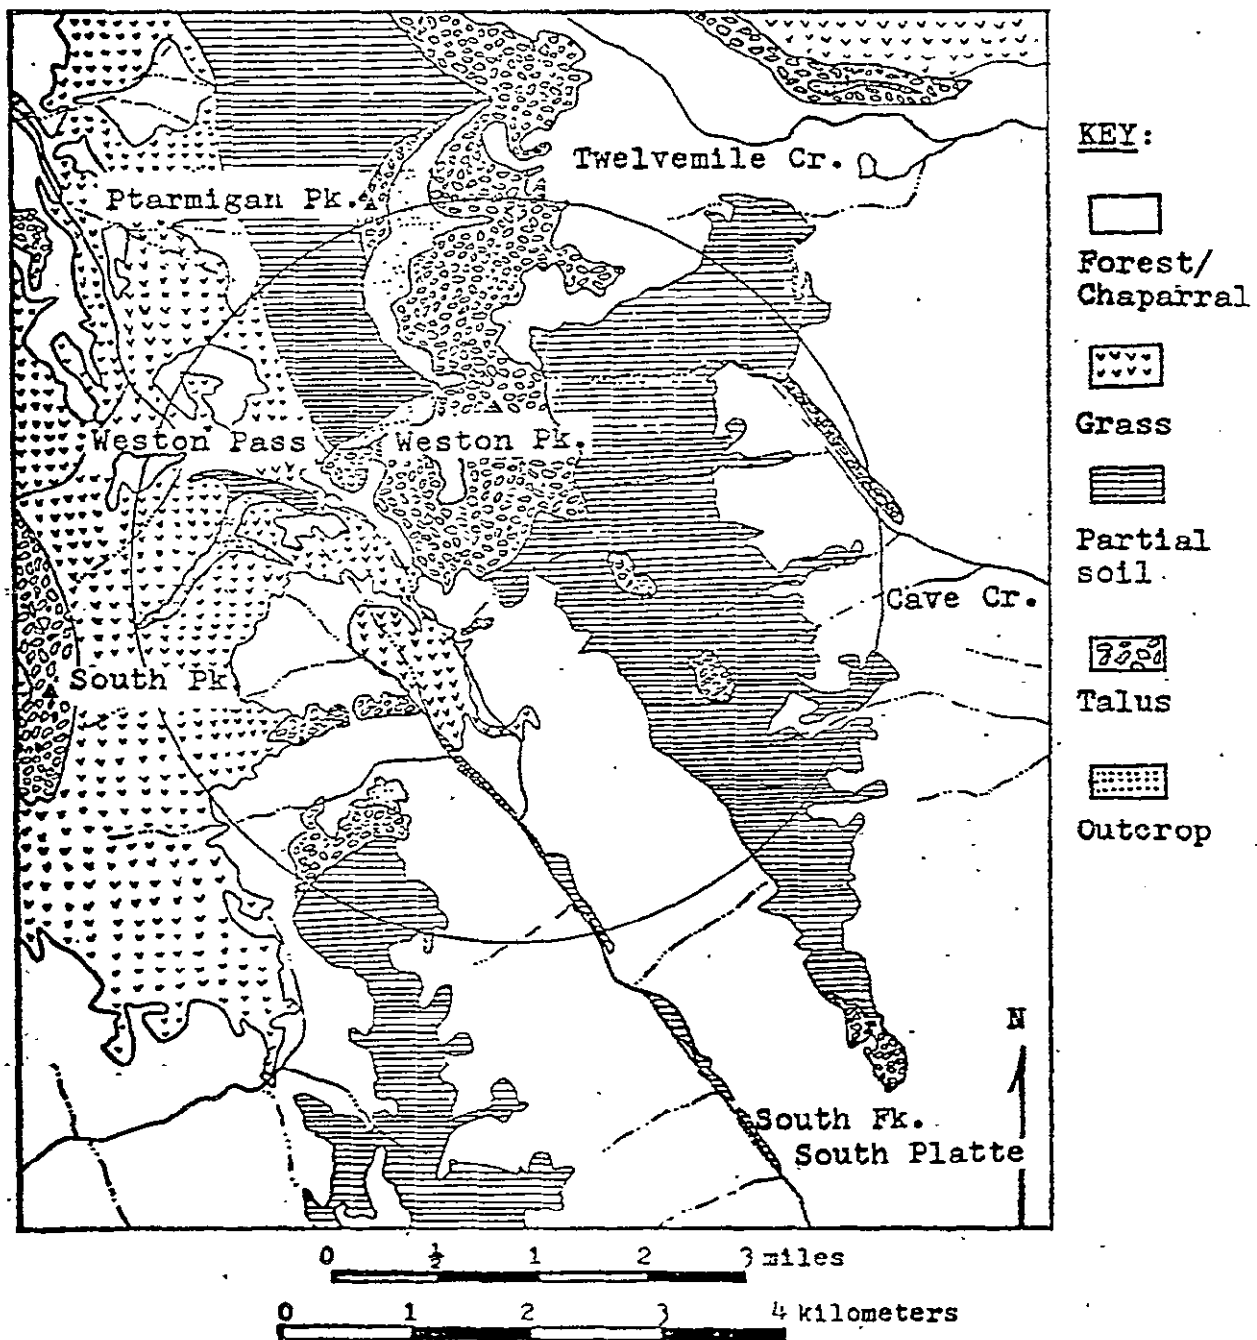 Twelvemile Cr.
Ptarmigan Pk.
Weston Pass
Weston Pk.
Cave Cr.
South Pk
South Fk.
South Platte
N
KEY:
Forest/
Chaparral
Grass
Partial
soil
Talus
Outcrop
0 ½ 1 2 3 miles
0 1 2 3 4 kilometers